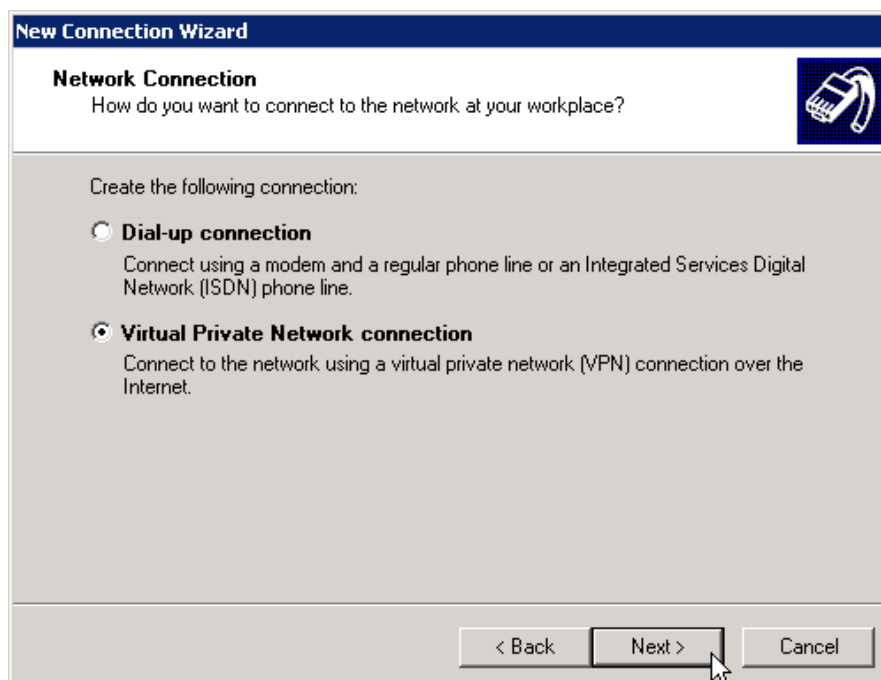 New Connection Wizard
Network Connection
How do you want to connect to the network at your workplace?
Create the following connection:
Dial-up connection
Connect using a modem and a regular phone line or an Integrated Services Digital
Network (ISDN) phone line.
Virtual Private Network connection
Connect to the network using a virtual private network (VPN) connection over the
Internet.
< Back
Next >
Cancel